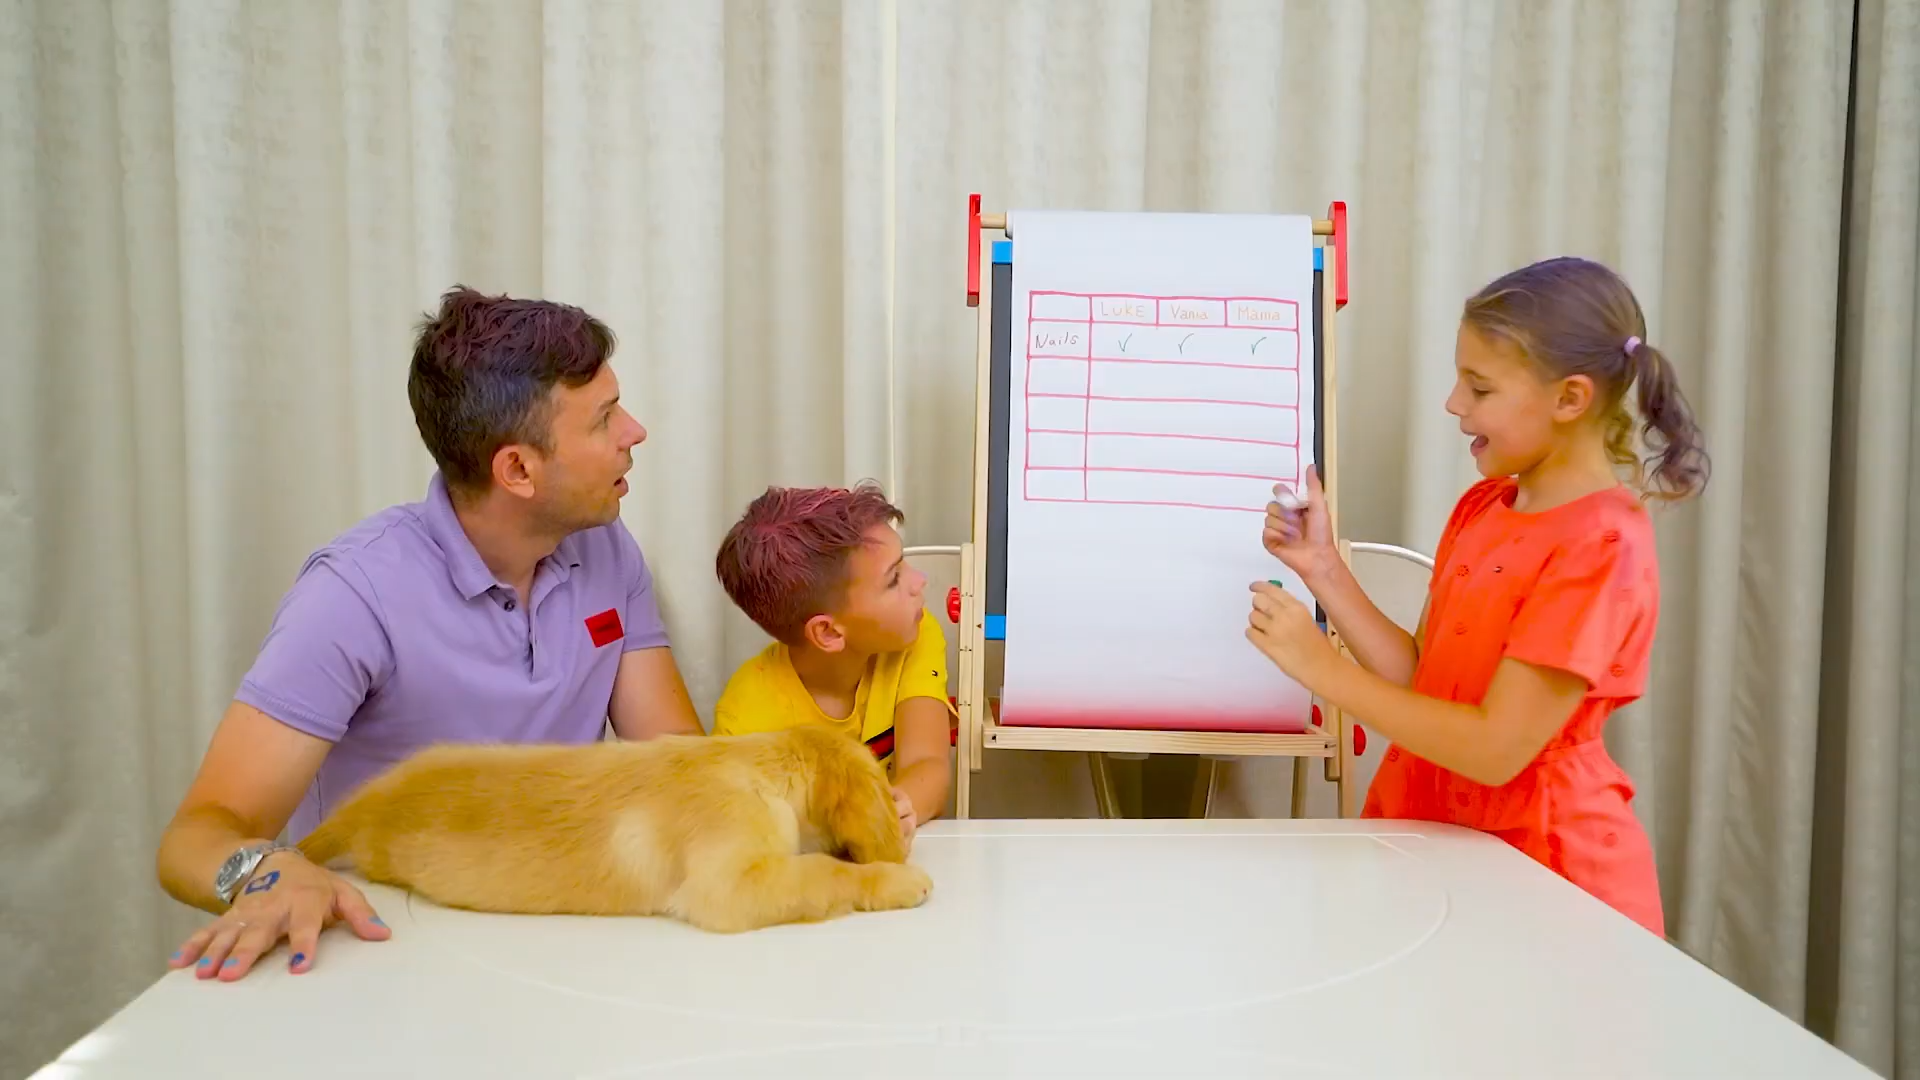 LUKE Vania Mania
Nails ✓ ✓ ✓